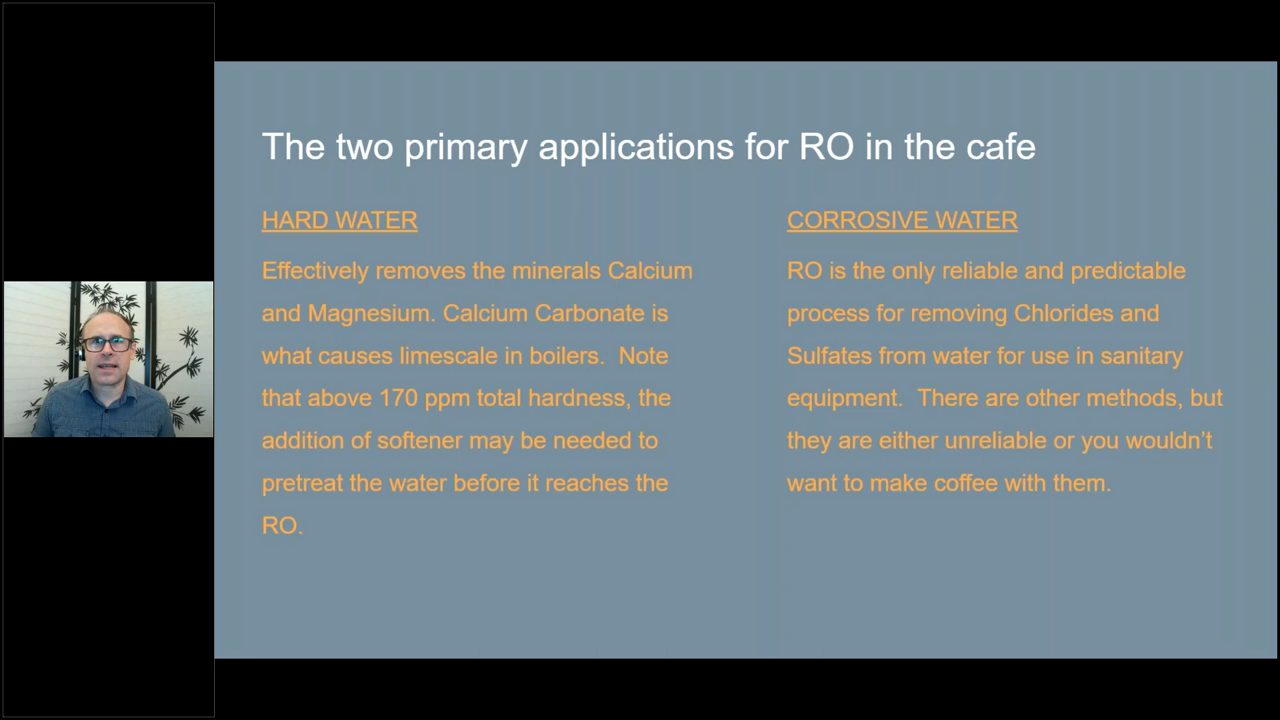 The two primary applications for RO in the cafe
HARD WATER
Effectively removes the minerals Calcium
and Magnesium. Calcium Carbonate is
what causes limescale in boilers.  Note
that above 170 ppm total hardness, the
addition of softener may be needed to
pretreat the water before it reaches the
RO.
CORROSIVE WATER
RO is the only reliable and predictable
process for removing Chlorides and
Sulfates from water for use in sanitary
equipment.  There are other methods, but
they are either unreliable or you wouldn't
want to make coffee with them.